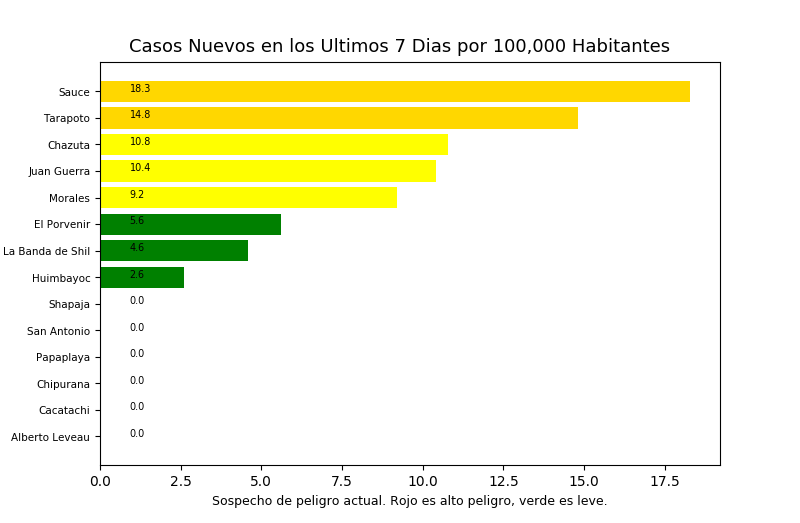 Casos Nuevos en los Ultimos 7 Dias por 100,000 Habitantes
Sauce 18.3
Tarapoto 14.8
Chazuta 10.8
Juan Guerra 10.4
Morales 9.2
El Porvenir 5.6
La Banda de Shil 4.6
Huimbayoc 2.6
Shapaja 0.0
San Antonio 0.0
Papaplaya 0.0
Chipurana 0.0
Cacatachi 0.0
Alberto Leveau 0.0
0.0 2.5 5.0 7.5 10.0 12.5 15.0 17.5
Sospecho de peligro actual. Rojo es alto peligro, verde es leve.